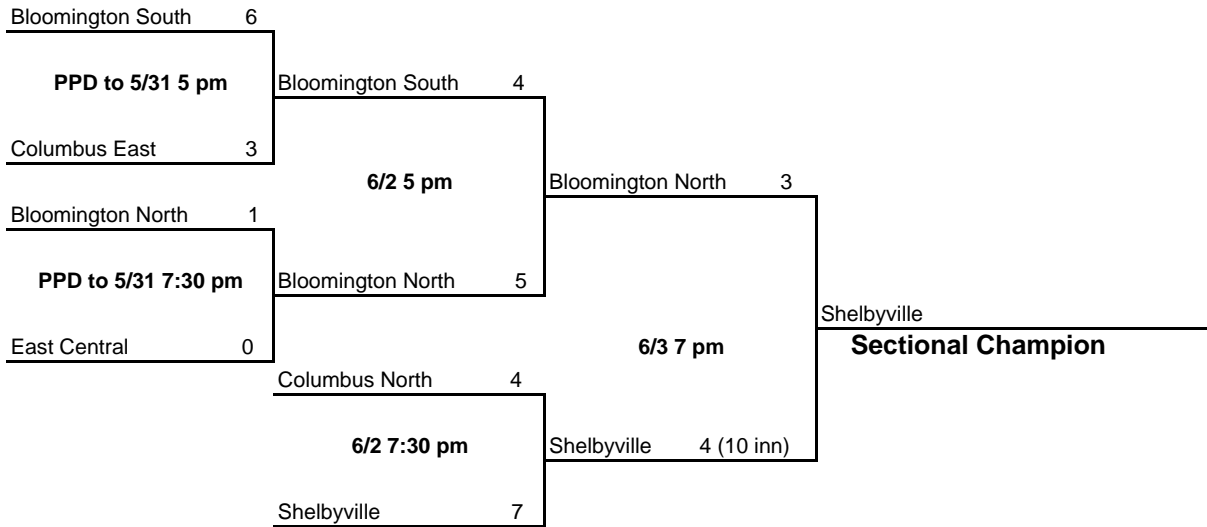 Bloomington South 6
PPD to 5/31 5 pm
Bloomington South 4
Columbus East 3
6/2 5 pm
Bloomington North 3
Bloomington North 1
PPD to 5/31 7:30 pm
Bloomington North 5
Shelbyville
East Central 0
6/3 7 pm
Sectional Champion
Columbus North 4
6/2 7:30 pm
Shelbyville 4 (10 inn)
Shelbyville 7